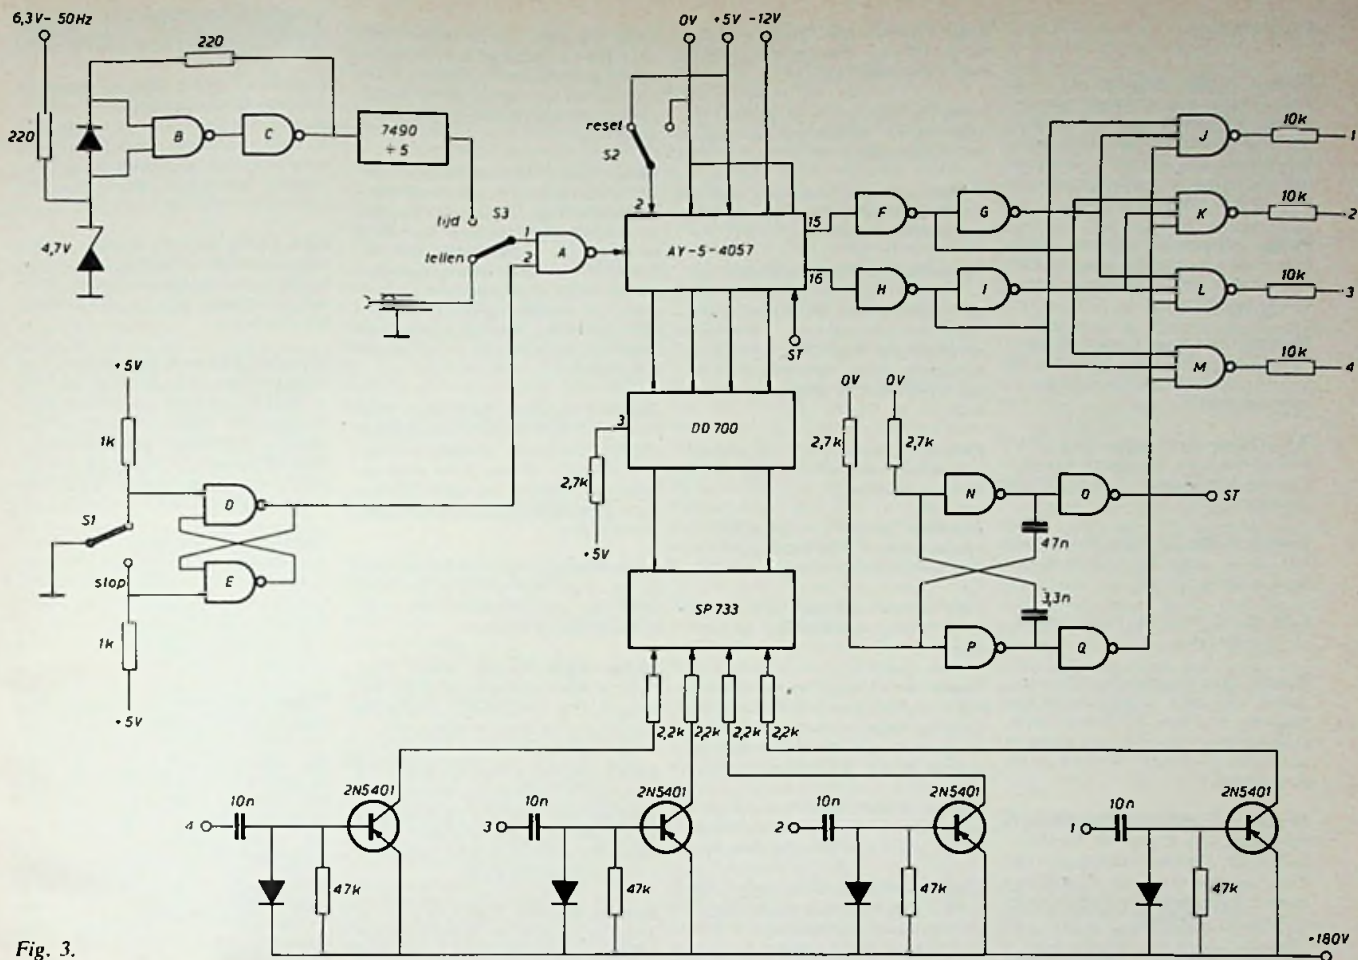 6,3V- 50Hz
0V +5V -12V
220
220
B
C
7490
÷ 5
4,7V
reset
S2
2
tijd
S3
tellen
1
2
A
AY-5-4057
15
16
ST
F
G
H
I
J
K
L
M
10k
1
10k
2
10k
3
10k
4
+5V
1k
S1
stop
1k
+5V
D
E
3
DD 700
2,7k
+5V
SP 733
0V
0V
2,7k
2,7k
N
O
ST
47n
3,3n
P
Q
2,2k
2,2k
2,2k
2,2k
4
10n
2N5401
47k
3
10n
2N5401
47k
2
10n
2N5401
47k
1
10n
2N5401
47k
+180V
Fig. 3.